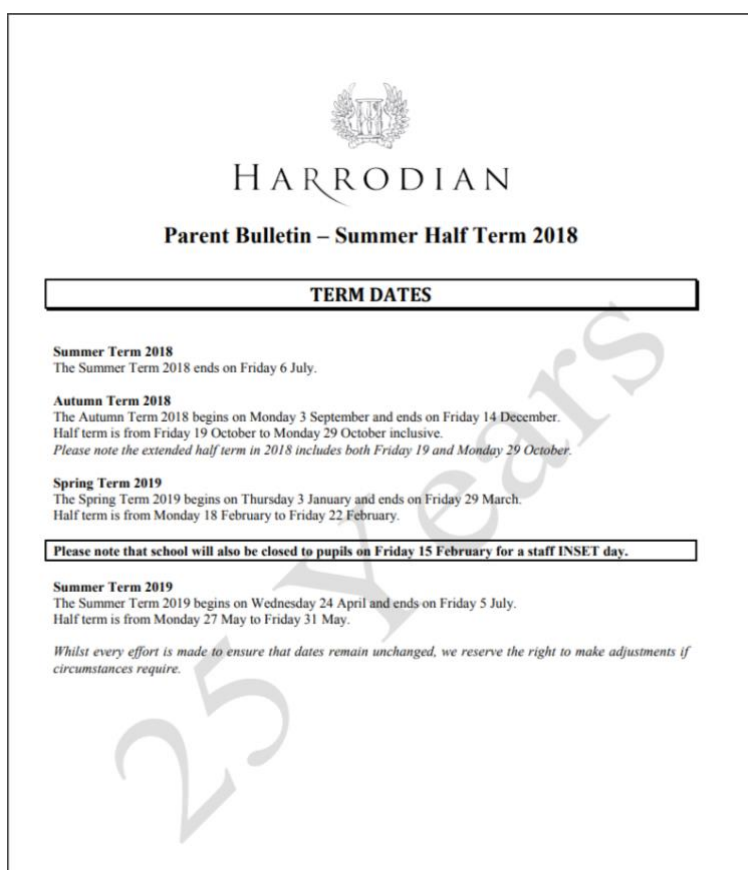 HARRODIAN
Parent Bulletin – Summer Half Term 2018
TERM DATES
Summer Term 2018
The Summer Term 2018 ends on Friday 6 July.
Autumn Term 2018
The Autumn Term 2018 begins on Monday 3 September and ends on Friday 14 December.
Half term is from Friday 19 October to Monday 29 October inclusive.
Please note the extended half term in 2018 includes both Friday 19 and Monday 29 October.
Spring Term 2019
The Spring Term 2019 begins on Thursday 3 January and ends on Friday 29 March.
Half term is from Monday 18 February to Friday 22 February.
Please note that school will also be closed to pupils on Friday 15 February for a staff INSET day.
Summer Term 2019
The Summer Term 2019 begins on Wednesday 24 April and ends on Friday 5 July.
Half term is from Monday 27 May to Friday 31 May.
Whilst every effort is made to ensure that dates remain unchanged, we reserve the right to make adjustments if
circumstances require.
25 Years